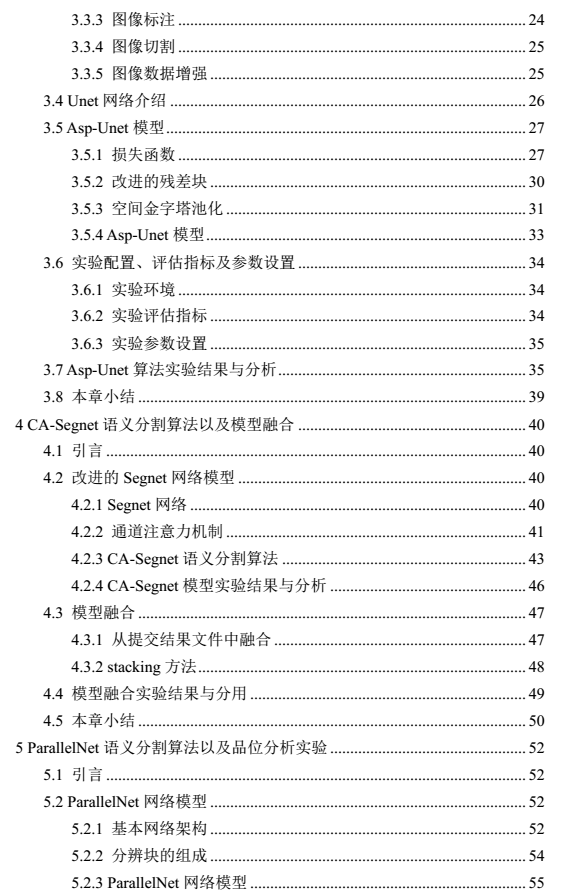 3.3.3 图像标注 ........ 24
3.3.4 图像切割 ........ 25
3.3.5 图像数据增强 ........ 25
3.4 Unet 网络介绍 ........ 26
3.5 Asp-Unet 模型 ........ 27
3.5.1 损失函数 ........ 27
3.5.2 改进的残差块 ........ 30
3.5.3 空间金字塔池化 ........ 31
3.5.4 Asp-Unet 模型 ........ 33
3.6 实验配置、评估指标及参数设置 ........ 34
3.6.1 实验环境 ........ 34
3.6.2 实验评估指标 ........ 34
3.6.3 实验参数设置 ........ 35
3.7 Asp-Unet 算法实验结果与分析 ........ 35
3.8 本章小结 ........ 39
4 CA-Segnet 语义分割算法以及模型融合 ........ 40
4.1 引言 ........ 40
4.2 改进的 Segnet 网络模型 ........ 40
4.2.1 Segnet 网络 ........ 40
4.2.2 通道注意力机制 ........ 41
4.2.3 CA-Segnet 语义分割算法 ........ 43
4.2.4 CA-Segnet 模型实验结果与分析 ........ 46
4.3 模型融合 ........ 47
4.3.1 从提交结果文件中融合 ........ 47
4.3.2 stacking 方法 ........ 48
4.4 模型融合实验结果与分用 ........ 49
4.5 本章小结 ........ 50
5 ParallelNet 语义分割算法以及品位分析实验 ........ 52
5.1 引言 ........ 52
5.2 ParallelNet 网络模型 ........ 52
5.2.1 基本网络架构 ........ 52
5.2.2 分辨块的组成 ........ 54
5.2.3 ParallelNet 网络模型 ........ 55